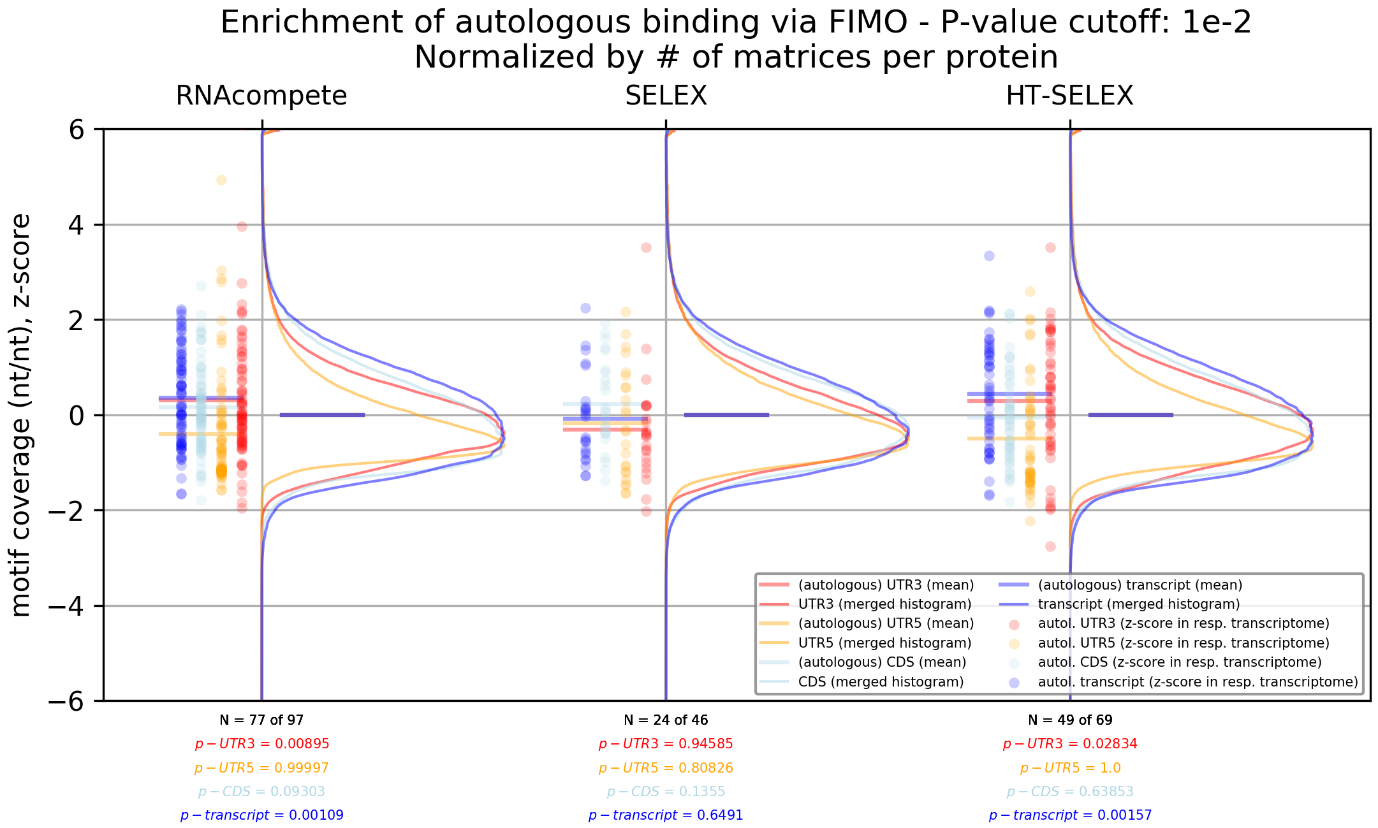 Enrichment of autologous binding via FIMO - P-value cutoff: 1e-2
Normalized by # of matrices per protein
RNAcompete
SELEX
HT-SELEX
motif coverage (nt/nt), z-score
6
4
2
0
−2
−4
−6
(autologous) UTR3 (mean)
UTR3 (merged histogram)
(autologous) UTR5 (mean)
UTR5 (merged histogram)
(autologous) CDS (mean)
CDS (merged histogram)
(autologous) transcript (mean)
transcript (merged histogram)
autol. UTR3 (z-score in resp. transcriptome)
autol. UTR5 (z-score in resp. transcriptome)
autol. CDS (z-score in resp. transcriptome)
autol. transcript (z-score in resp. transcriptome)
N = 77 of 97
p − UTR3 = 0.00895
p − UTR5 = 0.99997
p − CDS = 0.09303
p − transcript = 0.00109
N = 24 of 46
p − UTR3 = 0.94585
p − UTR5 = 0.80826
p − CDS = 0.1355
p − transcript = 0.6491
N = 49 of 69
p − UTR3 = 0.02834
p − UTR5 = 1.0
p − CDS = 0.63853
p − transcript = 0.00157